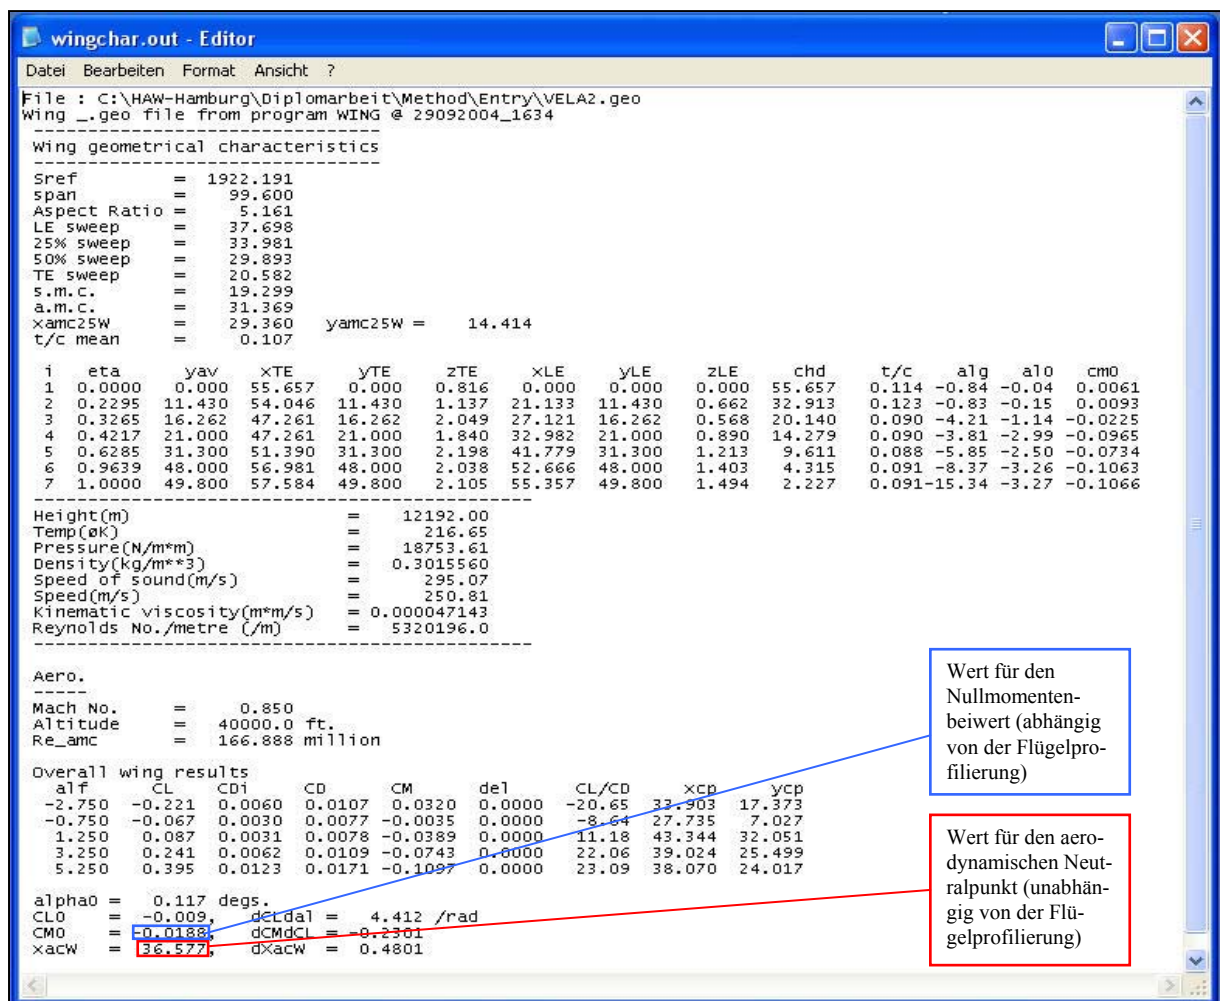 wingchar.out - Editor
Datei Bearbeiten Format Ansicht ?
File : C:\HAW-Hamburg\Diplomarbeit\Method\Entry\VELA2.geo
Wing _.geo file from program WING @ 29092004_1634
---------------------------------
Wing geometrical characteristics
---------------------------------
Sref = 1922.191
span = 99.600
Aspect Ratio = 5.161
LE sweep = 37.698
25% sweep = 33.981
50% sweep = 29.893
TE sweep = 20.582
s.m.c. = 19.299
a.m.c. = 31.369
xamc25W = 29.360 yamc25W = 14.414
t/c mean = 0.107
i eta yav xTE yTE zTE xLE yLE zLE chd t/c alg al0 cm0
1 0.0000 0.000 55.657 0.000 0.816 0.000 0.000 0.000 55.657 0.114 -0.84 -0.04 0.0061
2 0.2295 11.430 54.046 11.430 1.137 21.133 11.430 0.662 32.913 0.123 -0.83 -0.15 0.0093
3 0.3265 16.262 47.261 16.262 2.049 27.121 16.262 0.568 20.140 0.090 -4.21 -1.14 -0.0225
4 0.4217 21.000 47.261 21.000 1.840 32.982 21.000 0.890 14.279 0.090 -3.81 -2.99 -0.0965
5 0.6285 31.300 51.390 31.300 2.198 41.779 31.300 1.213 9.611 0.088 -5.85 -2.50 -0.0734
6 0.9639 48.000 56.981 48.000 2.038 52.666 48.000 1.403 4.315 0.091 -8.37 -3.26 -0.1063
7 1.0000 49.800 57.584 49.800 2.105 55.357 49.800 1.494 2.227 0.091-15.34 -3.27 -0.1066
------------------------------------------------
Height(m) = 12192.00
Temp(øK) = 216.65
Pressure(N/m*m) = 18753.61
Density(kg/m**3) = 0.3015560
Speed of sound(m/s) = 295.07
Speed(m/s) = 250.81
Kinematic viscosity(m*m/s) = 0.000047143
Reynolds No./metre (/m) = 5320196.0
------------------------------------------------
Aero.
-----
Mach No. = 0.850
Altitude = 40000.0 ft.
Re_amc = 166.888 million
Overall wing results
alf CL CDi CD CM del CL/CD xcp ycp
-2.750 -0.221 0.0060 0.0107 0.0320 0.0000 -20.65 33.903 17.373
-0.750 -0.067 0.0030 0.0077 -0.0035 0.0000 -8.64 27.735 7.027
1.250 0.087 0.0031 0.0078 -0.0389 0.0000 11.18 43.344 32.051
3.250 0.241 0.0062 0.0109 -0.0743 0.0000 22.06 39.024 25.499
5.250 0.395 0.0123 0.0171 -0.1097 0.0000 23.09 38.070 24.017
alpha0 = 0.117 degs.
CL0 = -0.009, dCLdal = 4.412 /rad
CM0 = -0.0188, dCMdCL = -0.2301
xacW = 36.577, dXacW = 0.4801
Wert für den
Nullmomenten-
beiwert (abhängig
von der Flügelpro-
filierung)
Wert für den aero-
dynamischen Neut-
ralpunkt (unabhän-
gig von der Flü-
gelprofilierung)